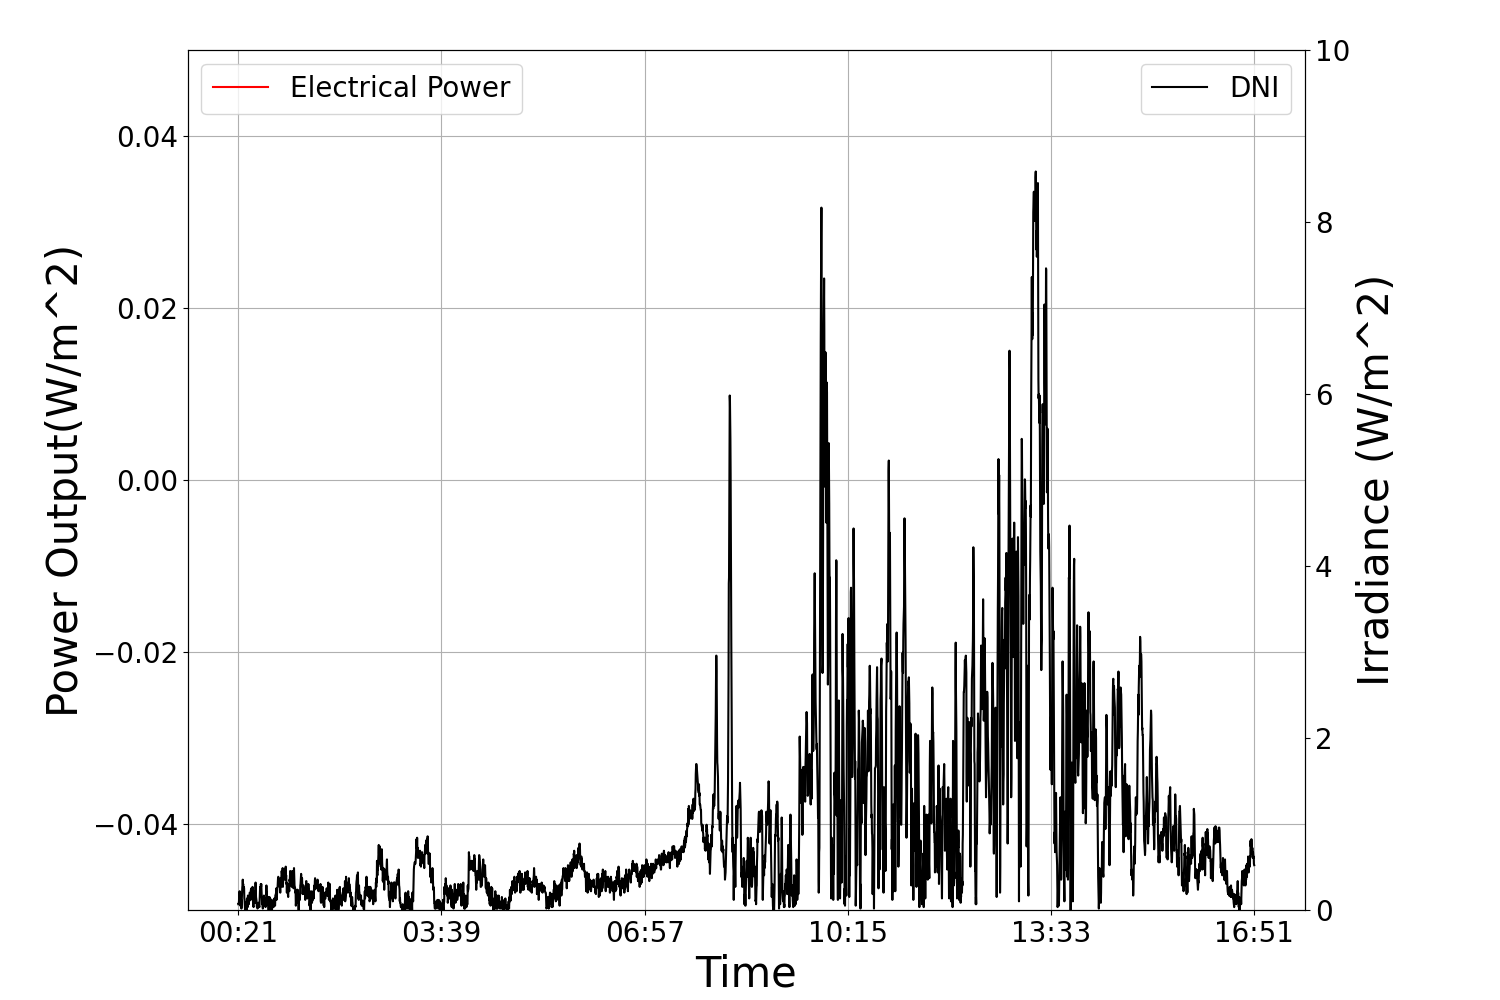 Electrical Power
DNI
Power Output(W/m^2)
0.04
0.02
0.00
−0.02
−0.04
10
8
6
4
2
0
Irradiance (W/m^2)
00:21 03:39 06:57 10:15 13:33 16:51
Time